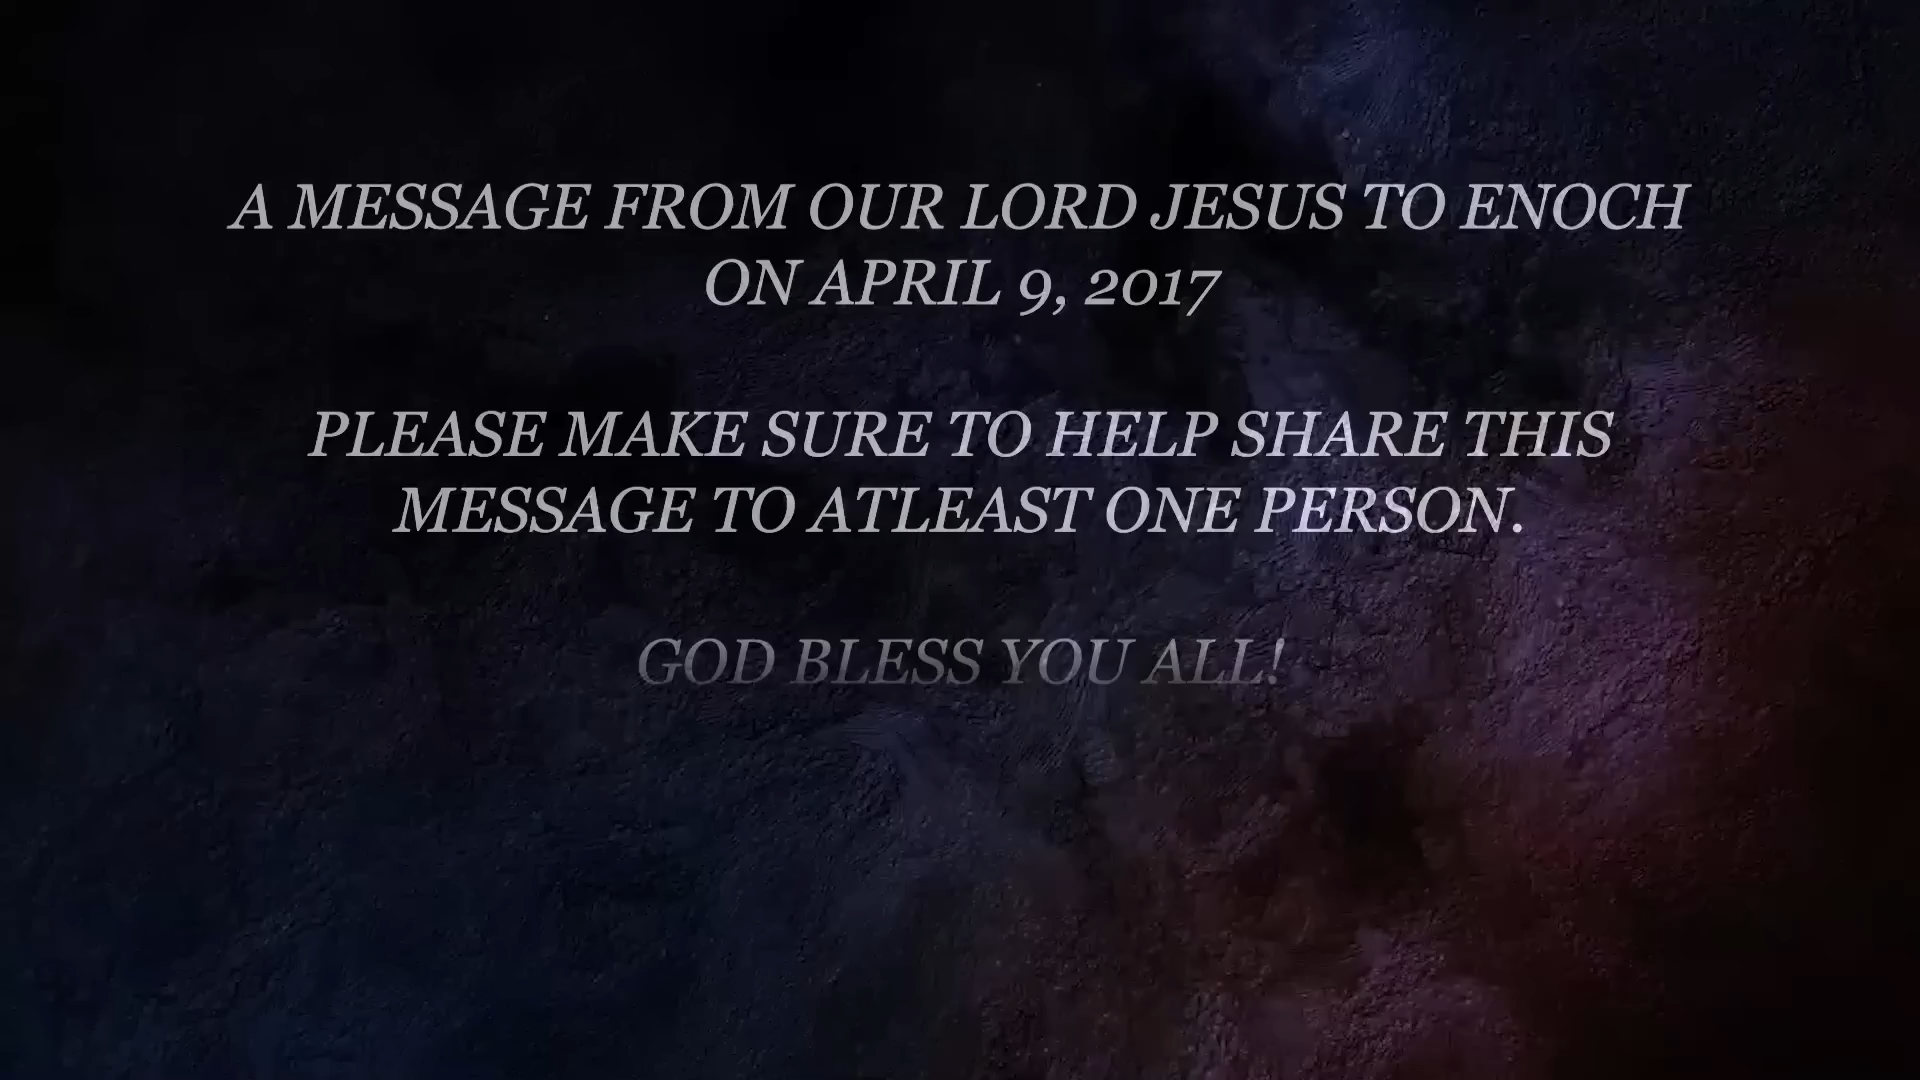 A MESSAGE FROM OUR LORD JESUS TO ENOCH
ON APRIL 9, 2017
PLEASE MAKE SURE TO HELP SHARE THIS
MESSAGE TO ATLEAST ONE PERSON.
GOD BLESS YOU ALL!